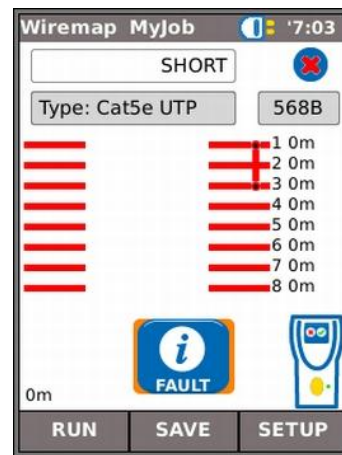 Wiremap MyJob '7:03
SHORT
Type: Cat5e UTP 568B
1 0m
2 0m
3 0m
4 0m
5 0m
6 0m
7 0m
8 0m
i
FAULT
0m
RUN SAVE SETUP